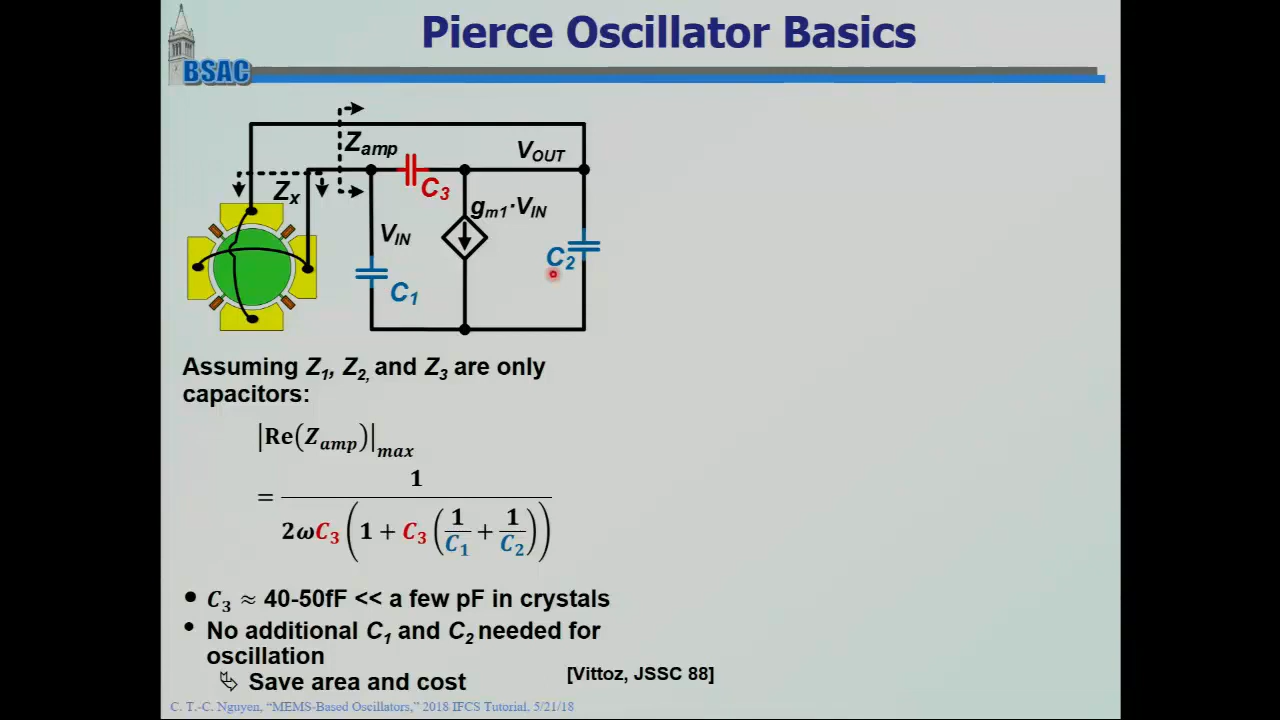 Pierce Oscillator Basics
BSAC
Zamp
VOUT
C3
Zx
gm1·VIN
VIN
C2
C1
Assuming Z1, Z2, and Z3 are only
capacitors:
|Re(Zamp)|max
= 1 / 2ωC3 (1 + C3 (1/C1 + 1/C2))
• C3 ≈ 40-50fF << a few pF in crystals
• No additional C1 and C2 needed for
oscillation
Save area and cost
[Vittoz, JSSC 88]
C. T.-C. Nguyen, “MEMS-Based Oscillators,” 2018 IFCS Tutorial, 5/21/18